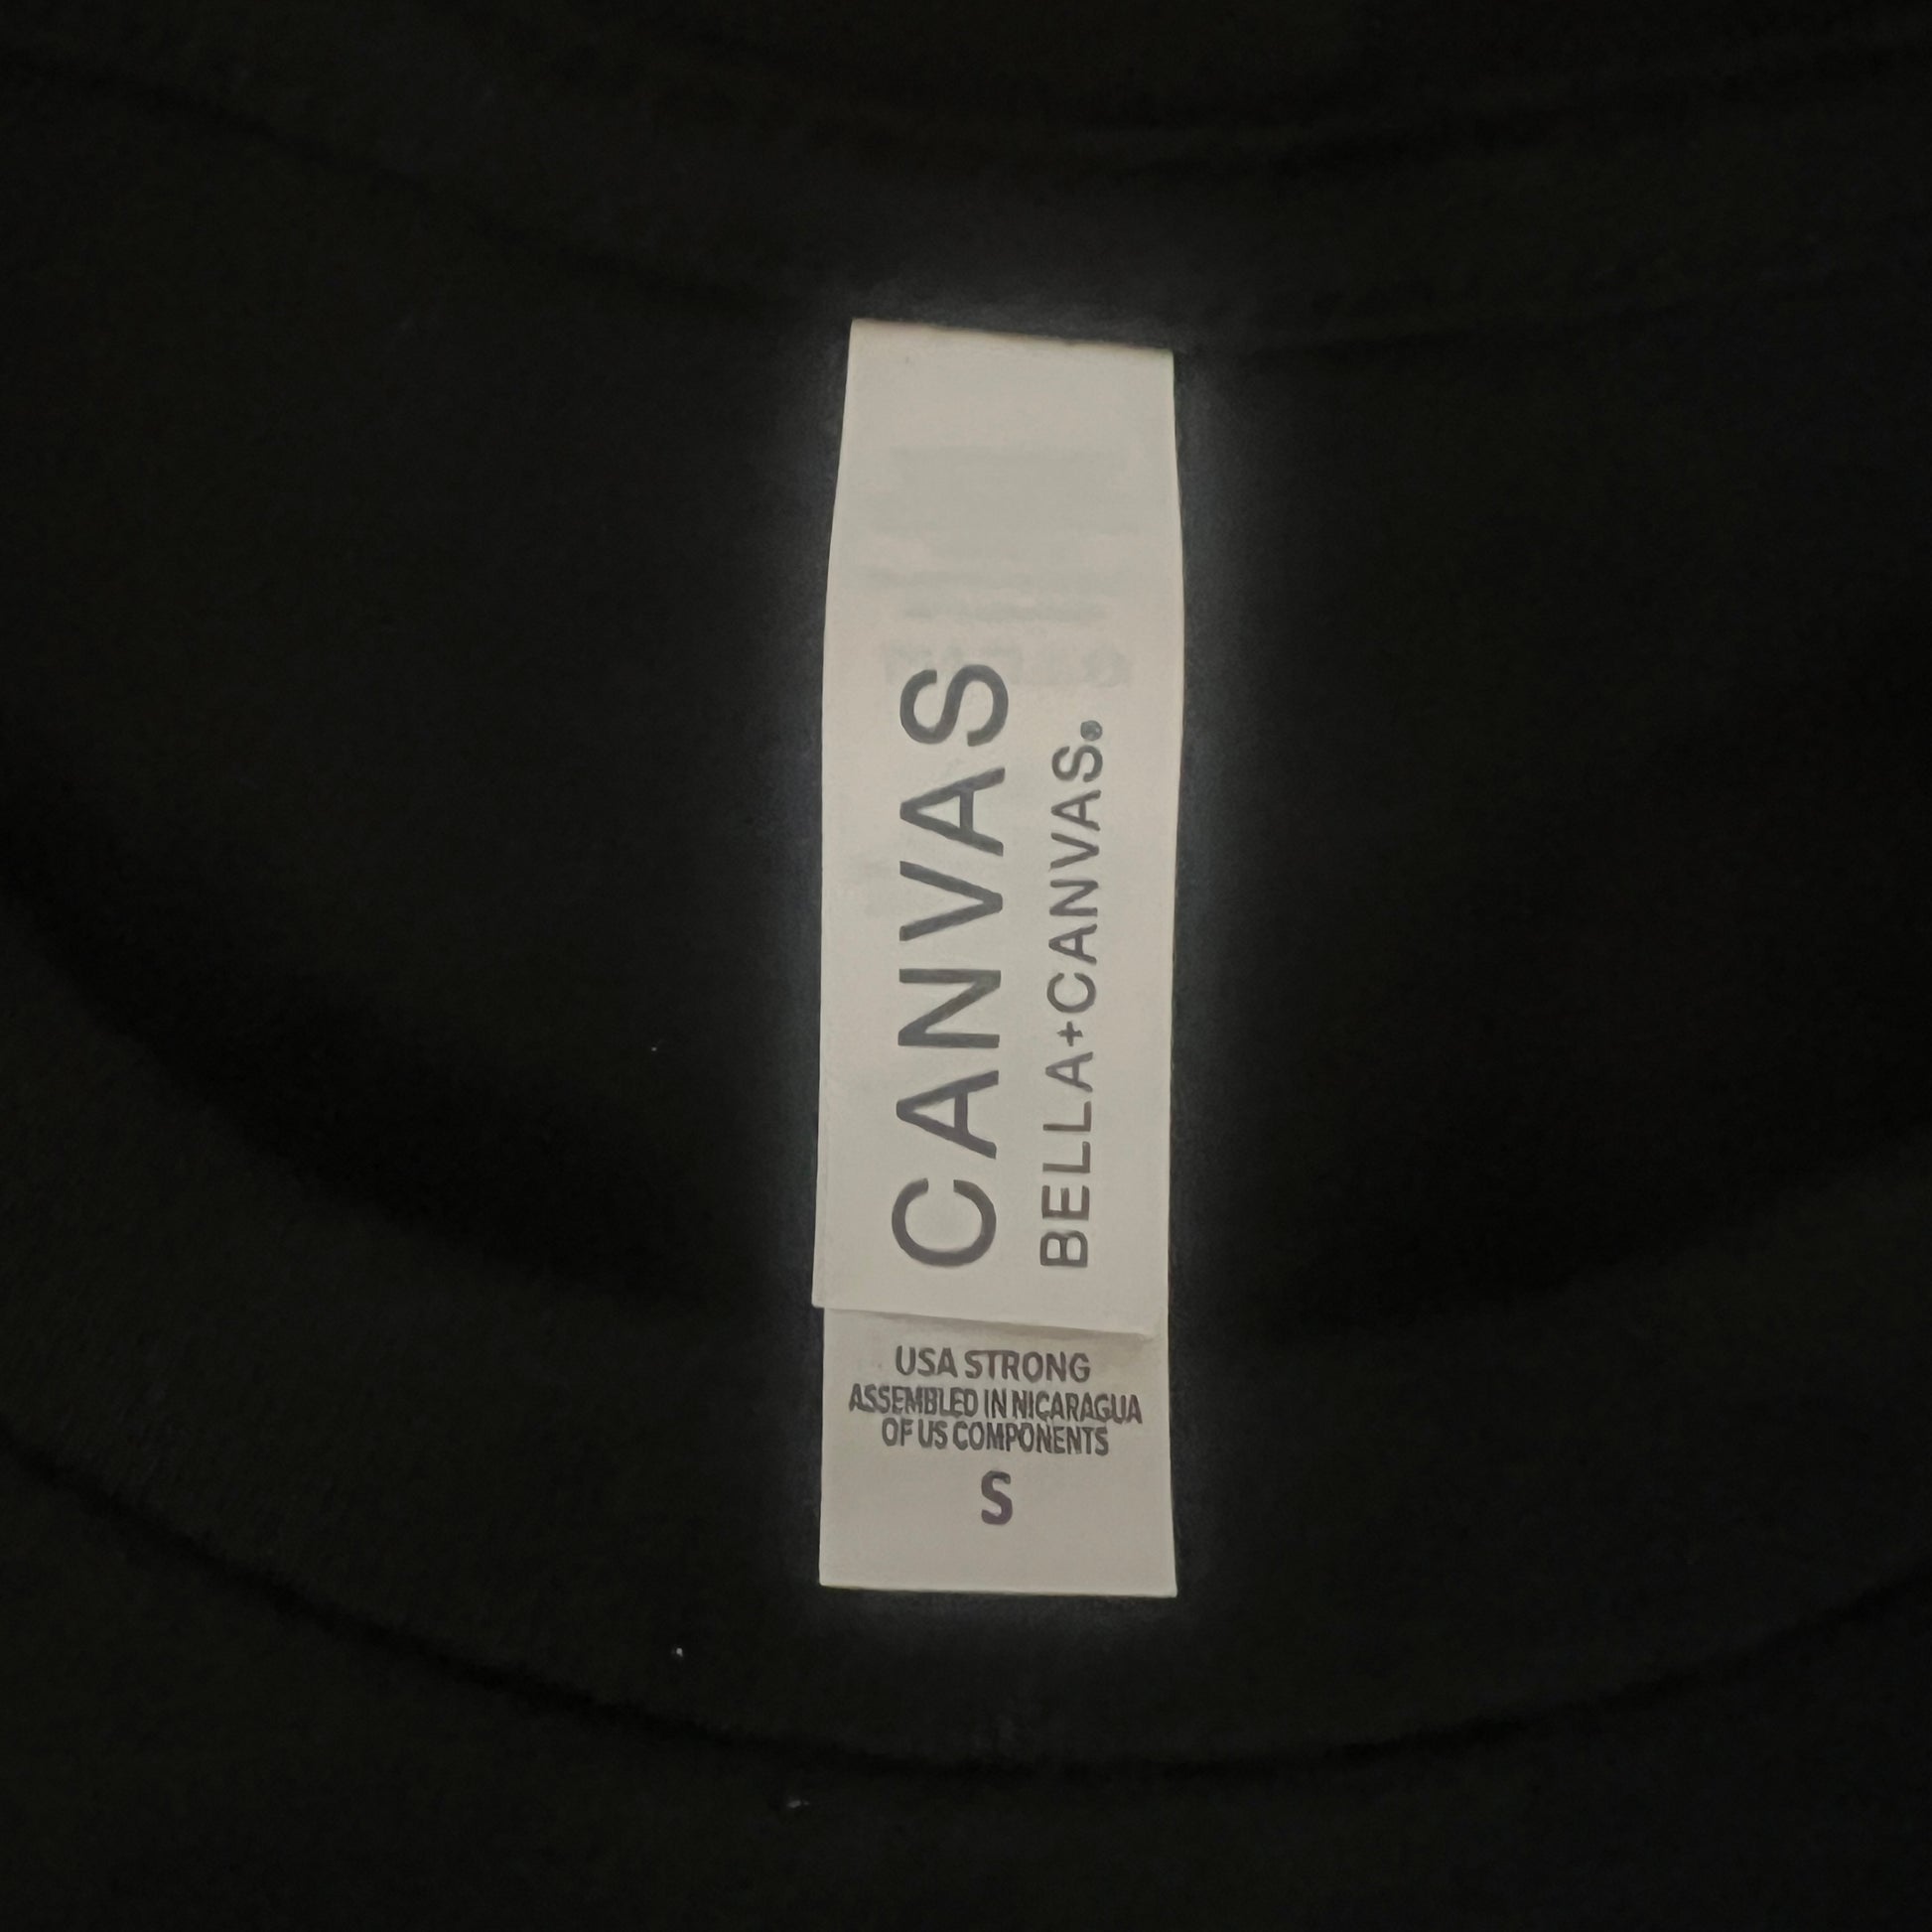 CANVAS
BELLA+CANVAS.
USA STRONG
ASSEMBLED IN NICARAGUA
OF US COMPONENTS
S